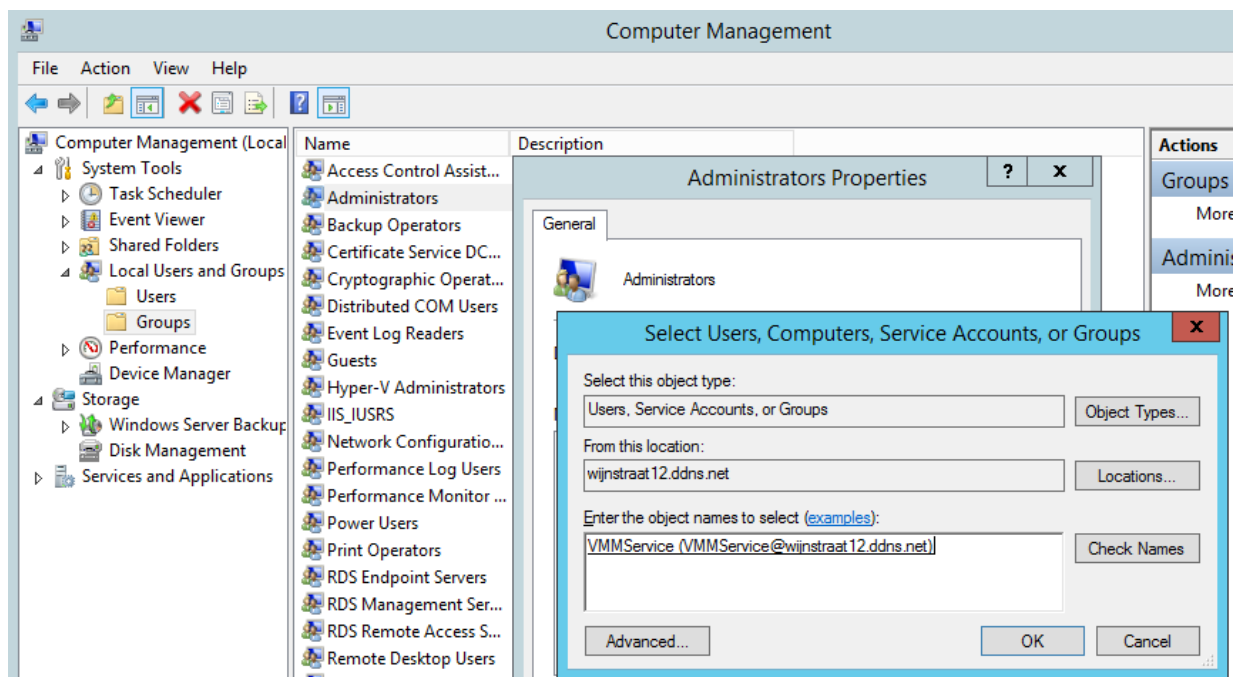 Computer Management
File Action View Help
Computer Management (Local
System Tools
Task Scheduler
Event Viewer
Shared Folders
Local Users and Groups
Users
Groups
Performance
Device Manager
Storage
Windows Server Backup
Disk Management
Services and Applications
Name Description
Access Control Assist...
Administrators
Backup Operators
Certificate Service DC...
Cryptographic Operat...
Distributed COM Users
Event Log Readers
Guests
Hyper-V Administrators
IIS_IUSRS
Network Configuratio...
Performance Log Users
Performance Monitor ...
Power Users
Print Operators
RDS Endpoint Servers
RDS Management Ser...
RDS Remote Access S...
Remote Desktop Users
Administrators Properties
? x
General
Administrators
Select Users, Computers, Service Accounts, or Groups
x
Select this object type:
Users, Service Accounts, or Groups
Object Types...
From this location:
wijnstraat12.ddns.net
Locations...
Enter the object names to select (examples):
VMMService (VMMService@wijnstraat12.ddns.net)
Check Names
Advanced...
OK
Cancel
Actions
Groups
More
Adminis
More